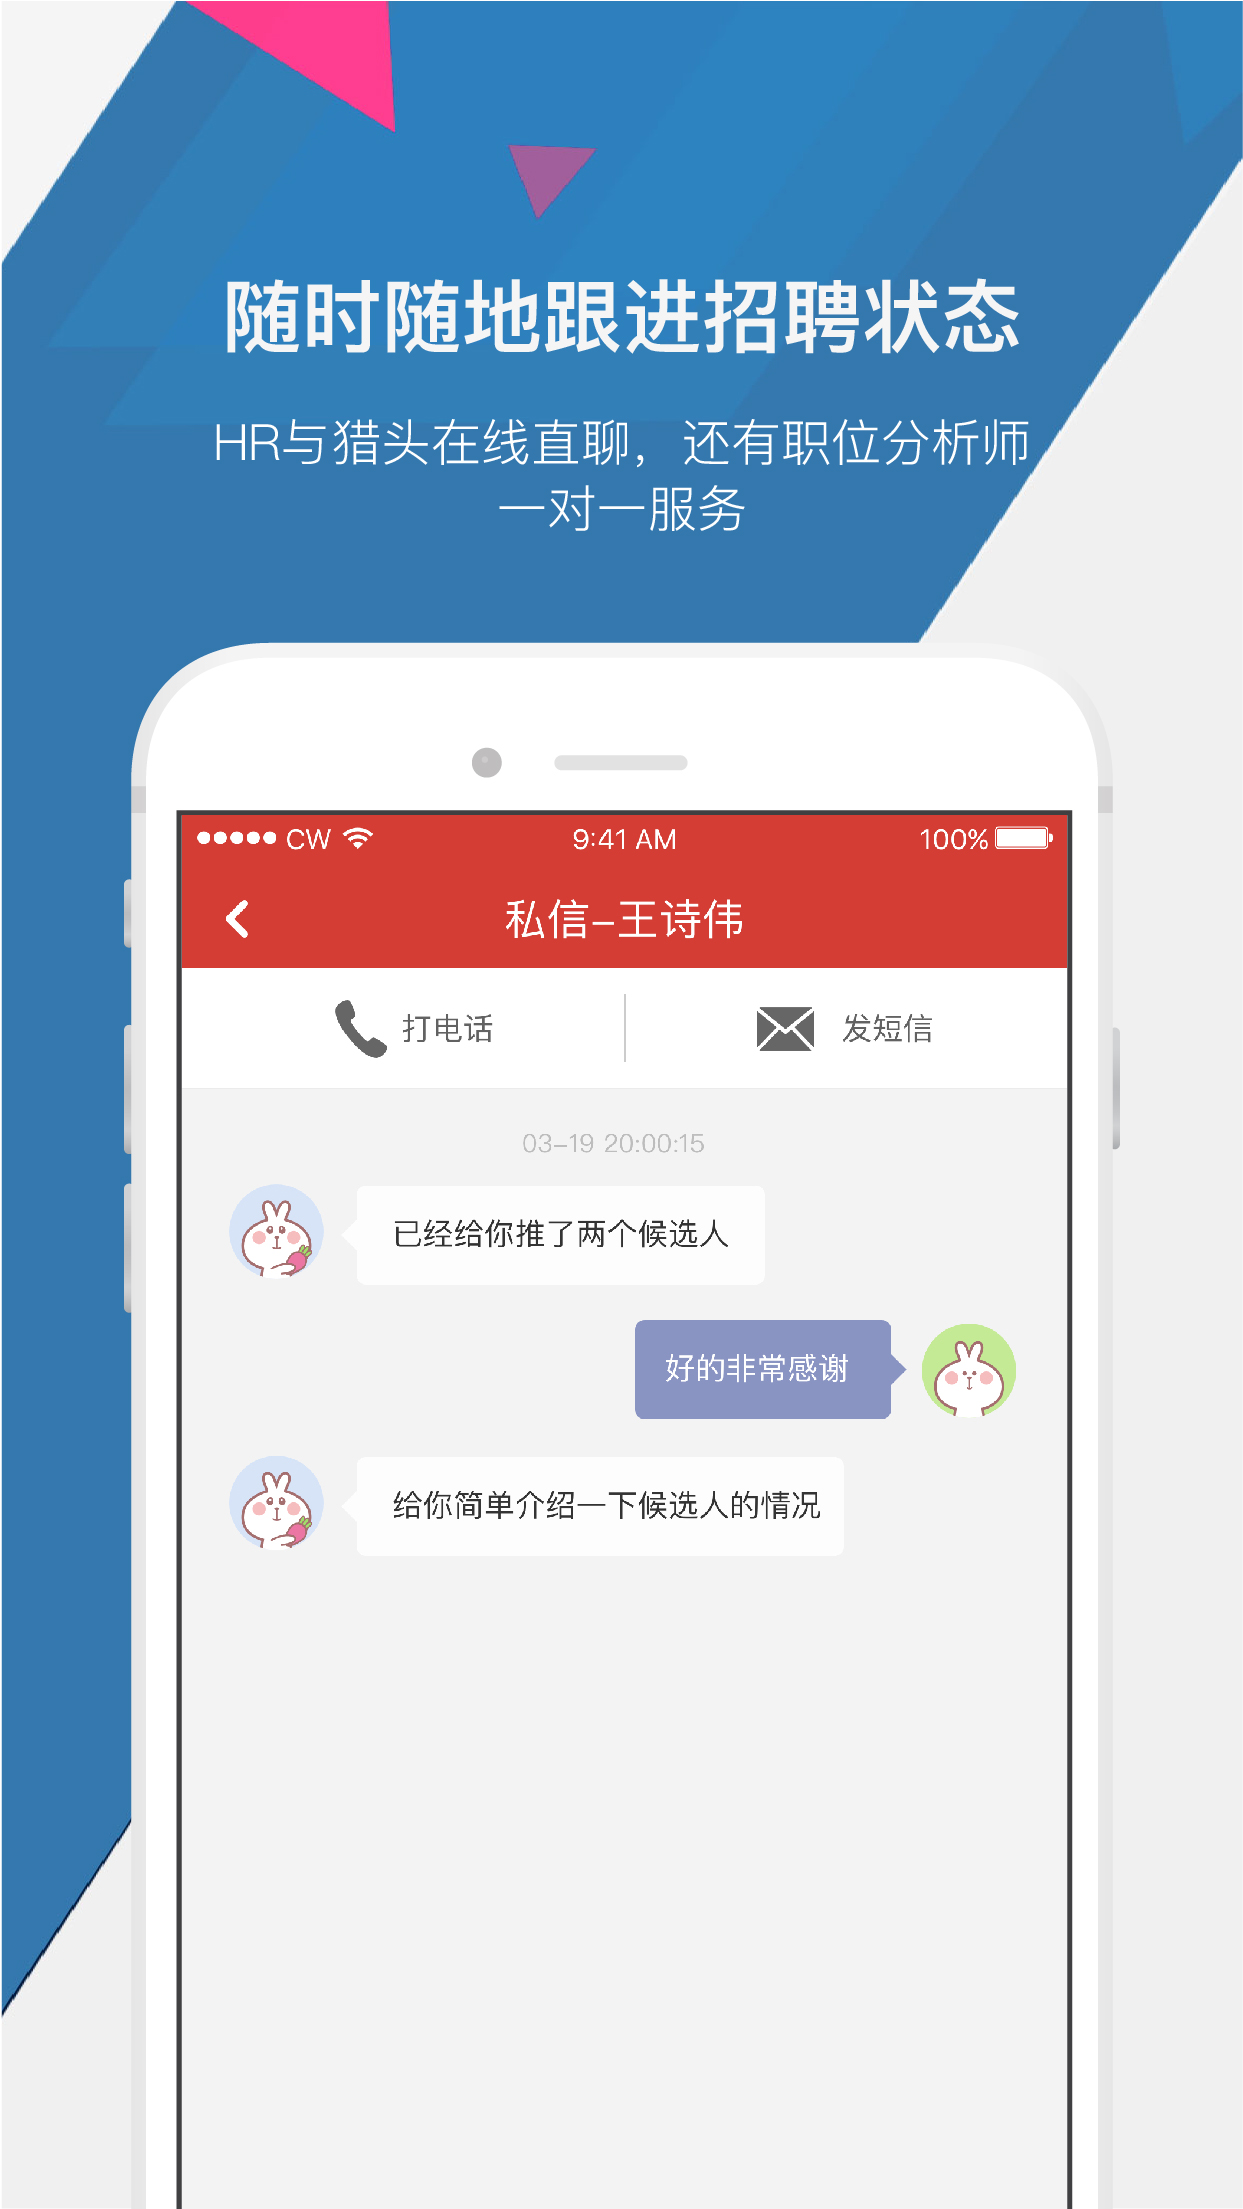 随时随地跟进招聘状态
HR与猎头在线直聊，还有职位分析师
一对一服务
CW 9:41 AM 100%
私信-王诗伟
打电话 发短信
03-19 20:00:15
已经给你推了两个候选人
好的非常感谢
给你简单介绍一下候选人的情况